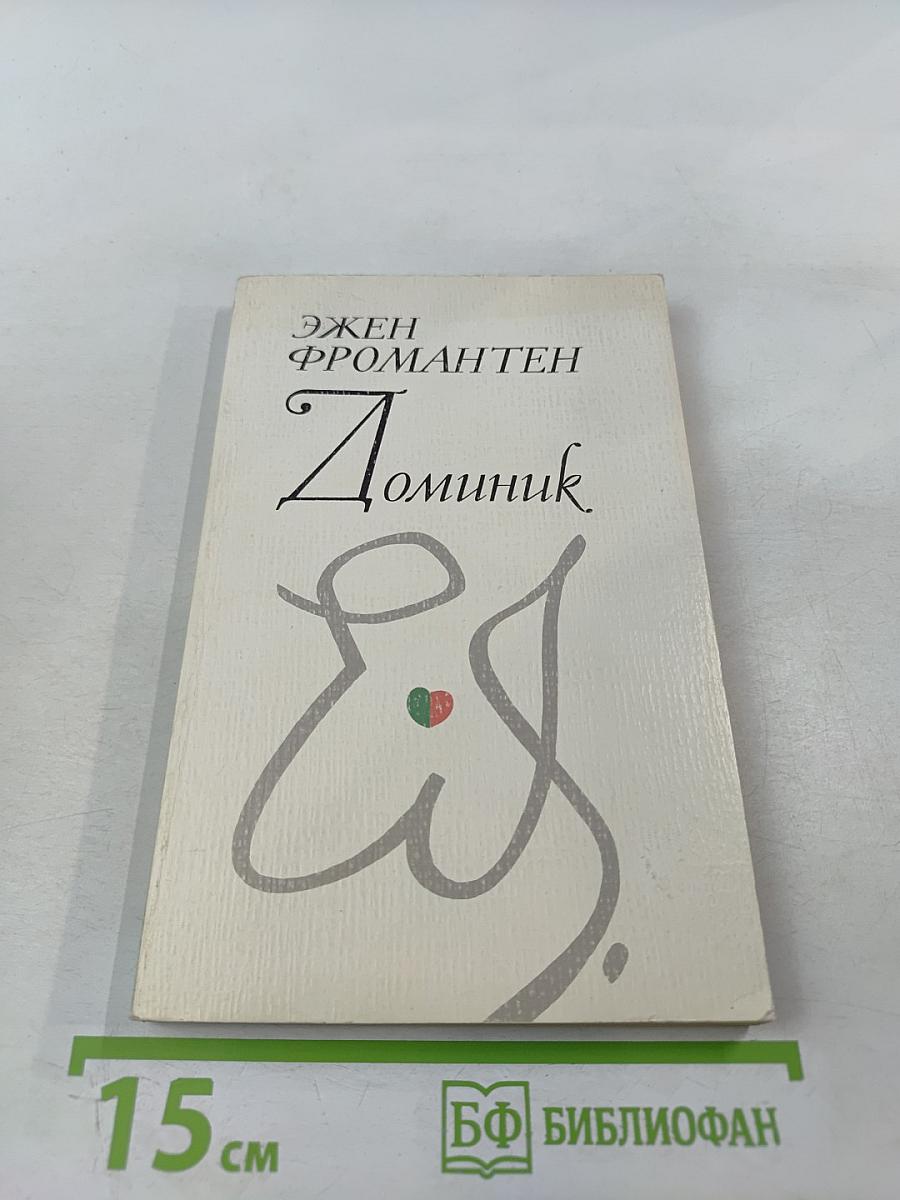 ЭЖЕН
ФРОМАНТЕН
Доминик
15 см
БФ БИБЛИОФАН